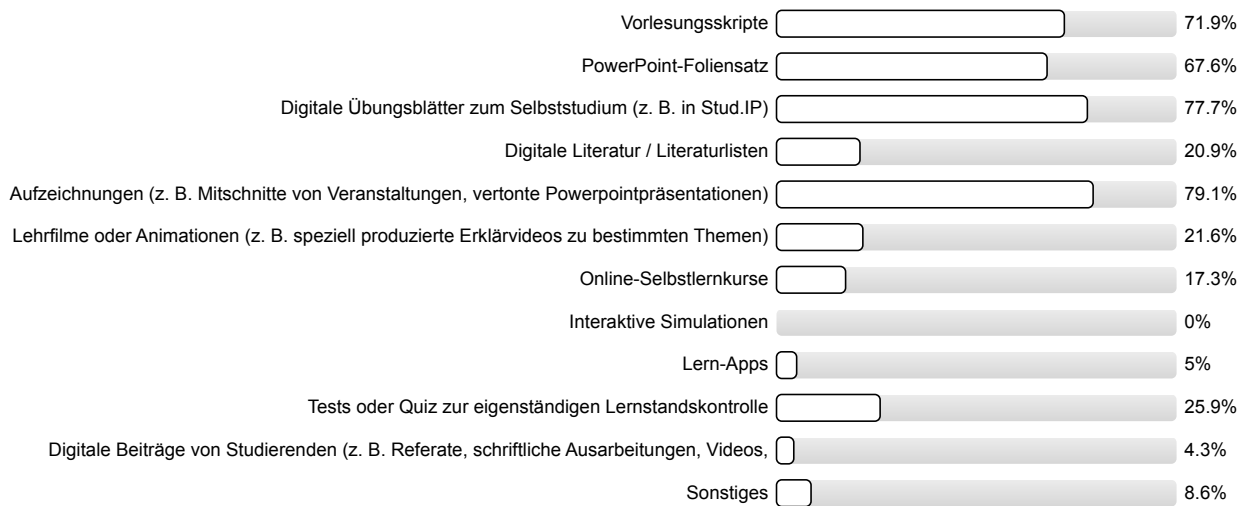 Vorlesungsskripte 71.9%
PowerPoint-Foliensatz 67.6%
Digitale Übungsblätter zum Selbststudium (z. B. in Stud.IP) 77.7%
Digitale Literatur / Literaturlisten 20.9%
Aufzeichnungen (z. B. Mitschnitte von Veranstaltungen, vertonte Powerpointpräsentationen) 79.1%
Lehrfilme oder Animationen (z. B. speziell produzierte Erklärvideos zu bestimmten Themen) 21.6%
Online-Selbstlernkurse 17.3%
Interaktive Simulationen 0%
Lern-Apps 5%
Tests oder Quiz zur eigenständigen Lernstandskontrolle 25.9%
Digitale Beiträge von Studierenden (z. B. Referate, schriftliche Ausarbeitungen, Videos, 4.3%
Sonstiges 8.6%